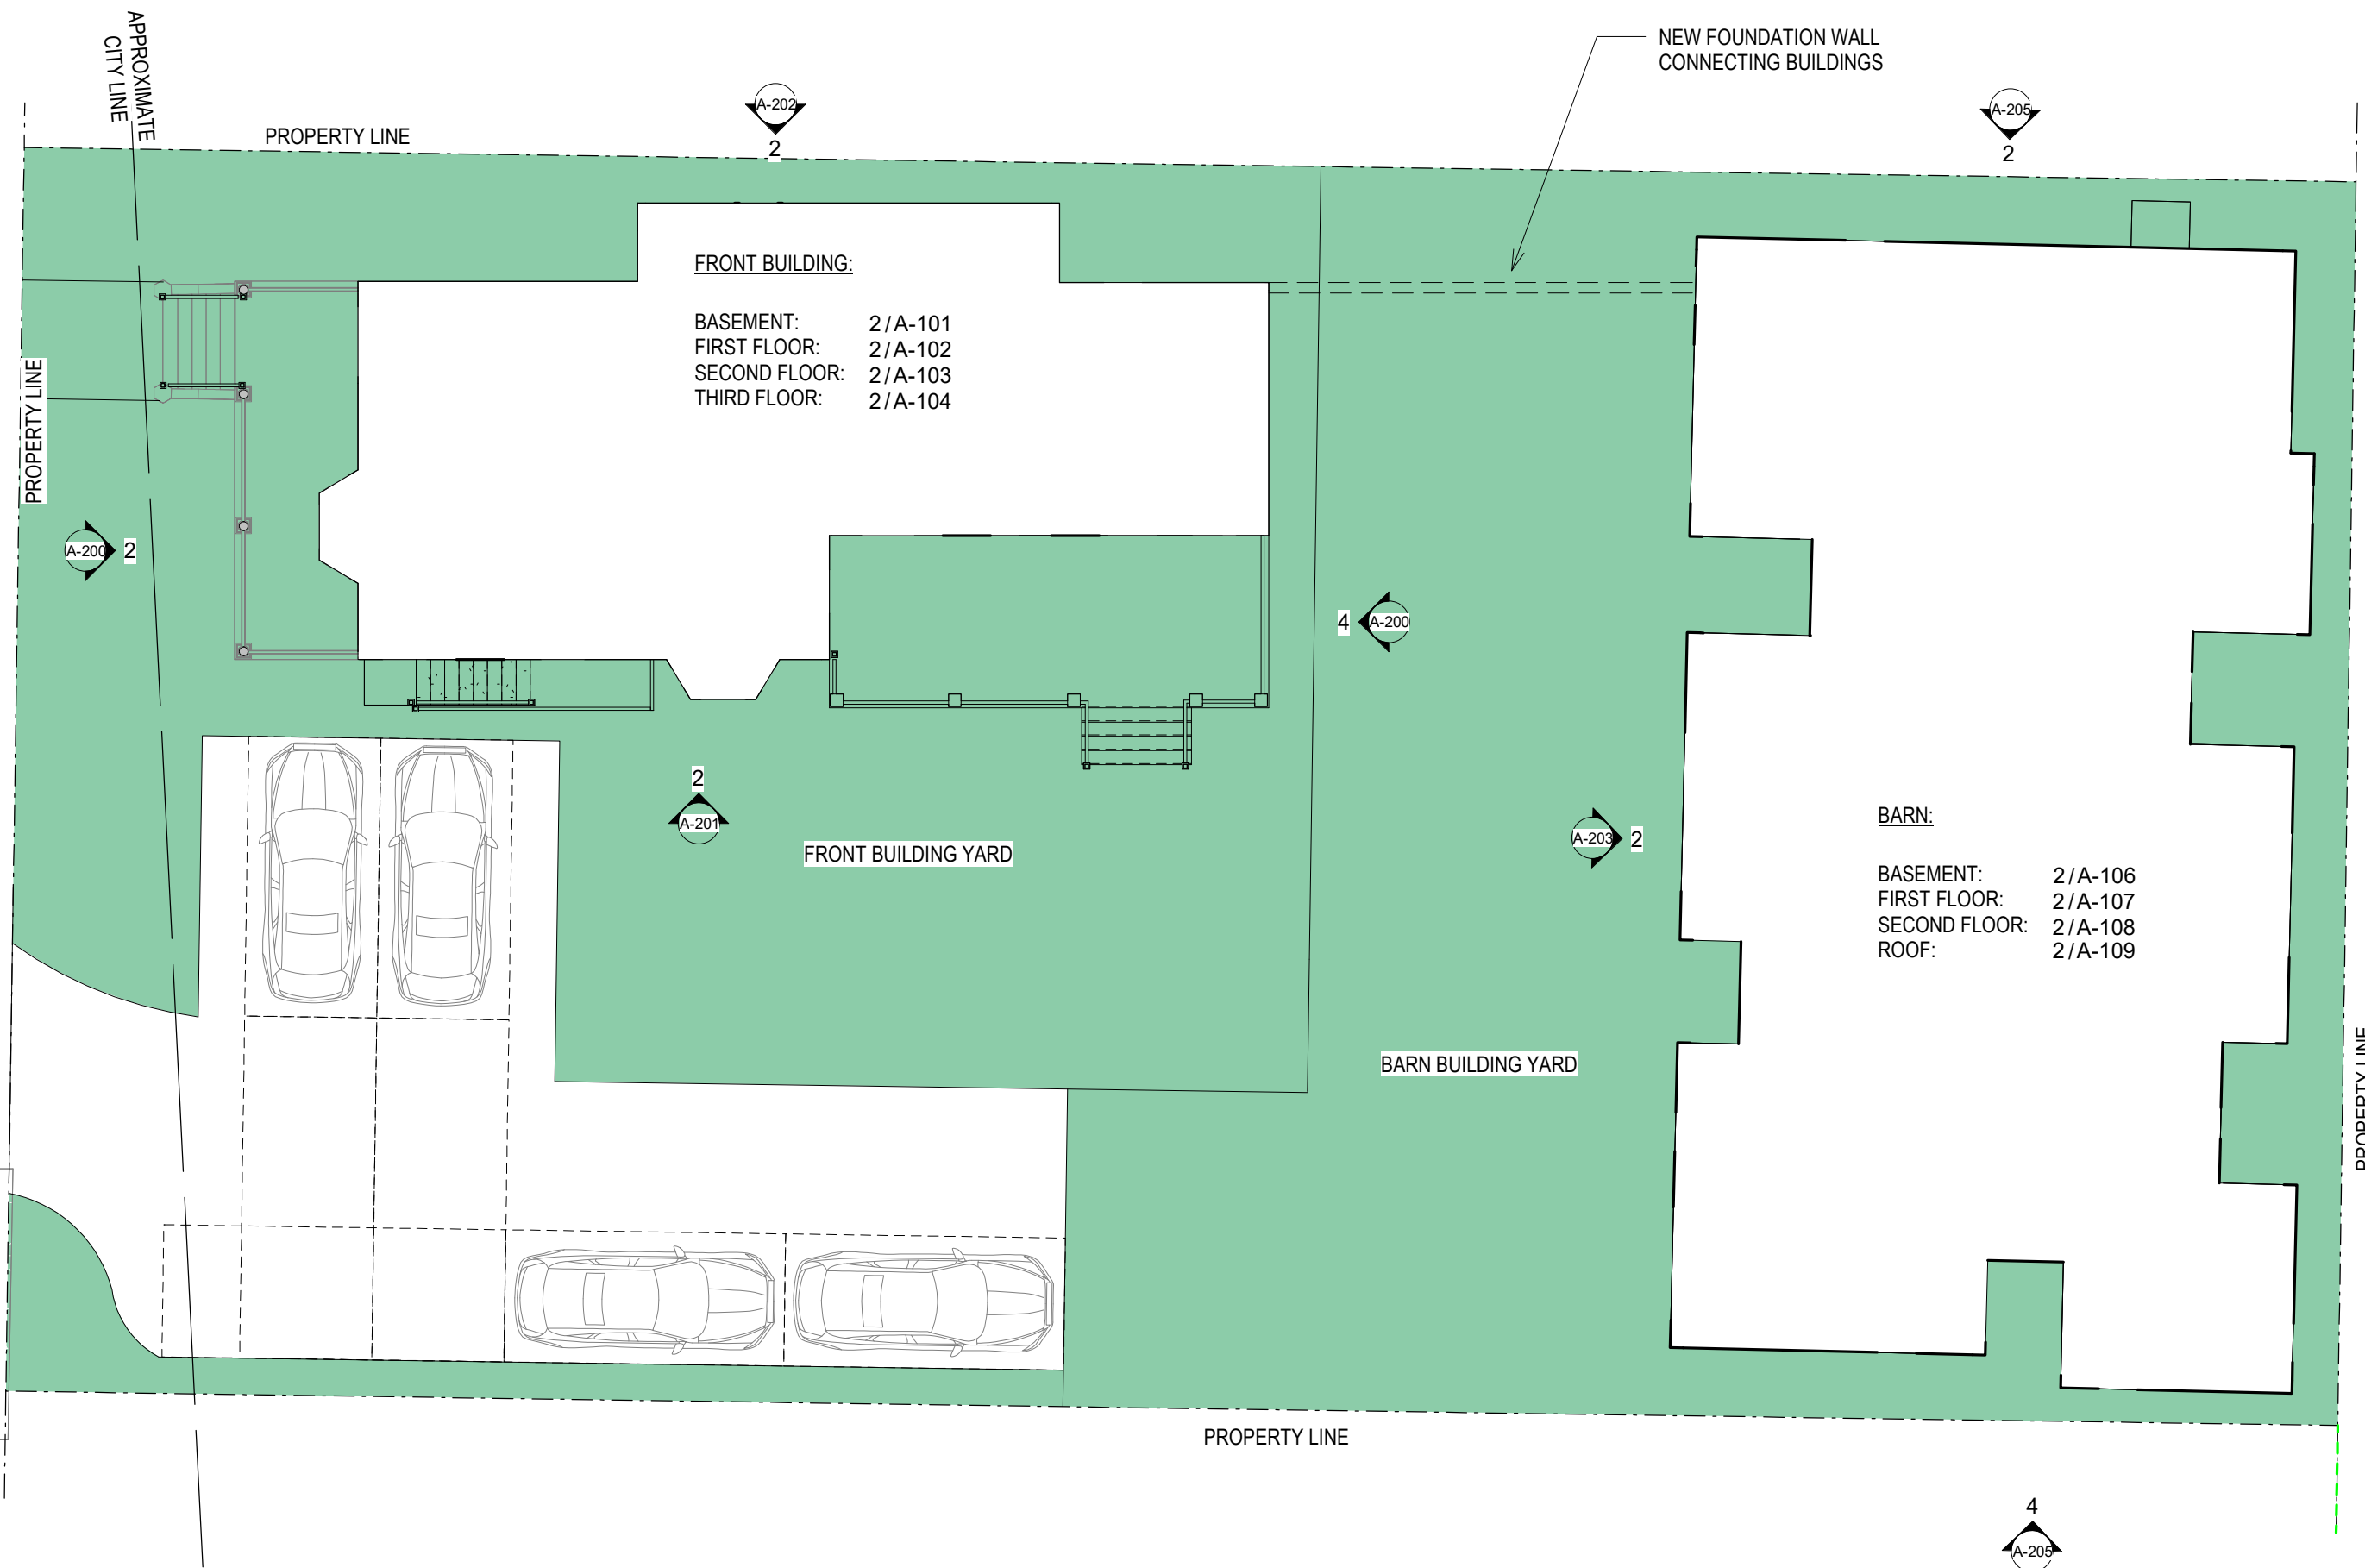 APPROXIMATE
CITY LINE
NEW FOUNDATION WALL
CONNECTING BUILDINGS
A-202
2
A-205
2
PROPERTY LINE
FRONT BUILDING:
BASEMENT: 2/A-101
FIRST FLOOR: 2/A-102
SECOND FLOOR: 2/A-103
THIRD FLOOR: 2/A-104
PROPERTY LINE
A-200 2
4 A-200
2
A-201
FRONT BUILDING YARD
A-203 2
BARN:
BASEMENT: 2/A-106
FIRST FLOOR: 2/A-107
SECOND FLOOR: 2/A-108
ROOF: 2/A-109
BARN BUILDING YARD
PROPERTY LINE
PROPERTY LINE
4
A-205